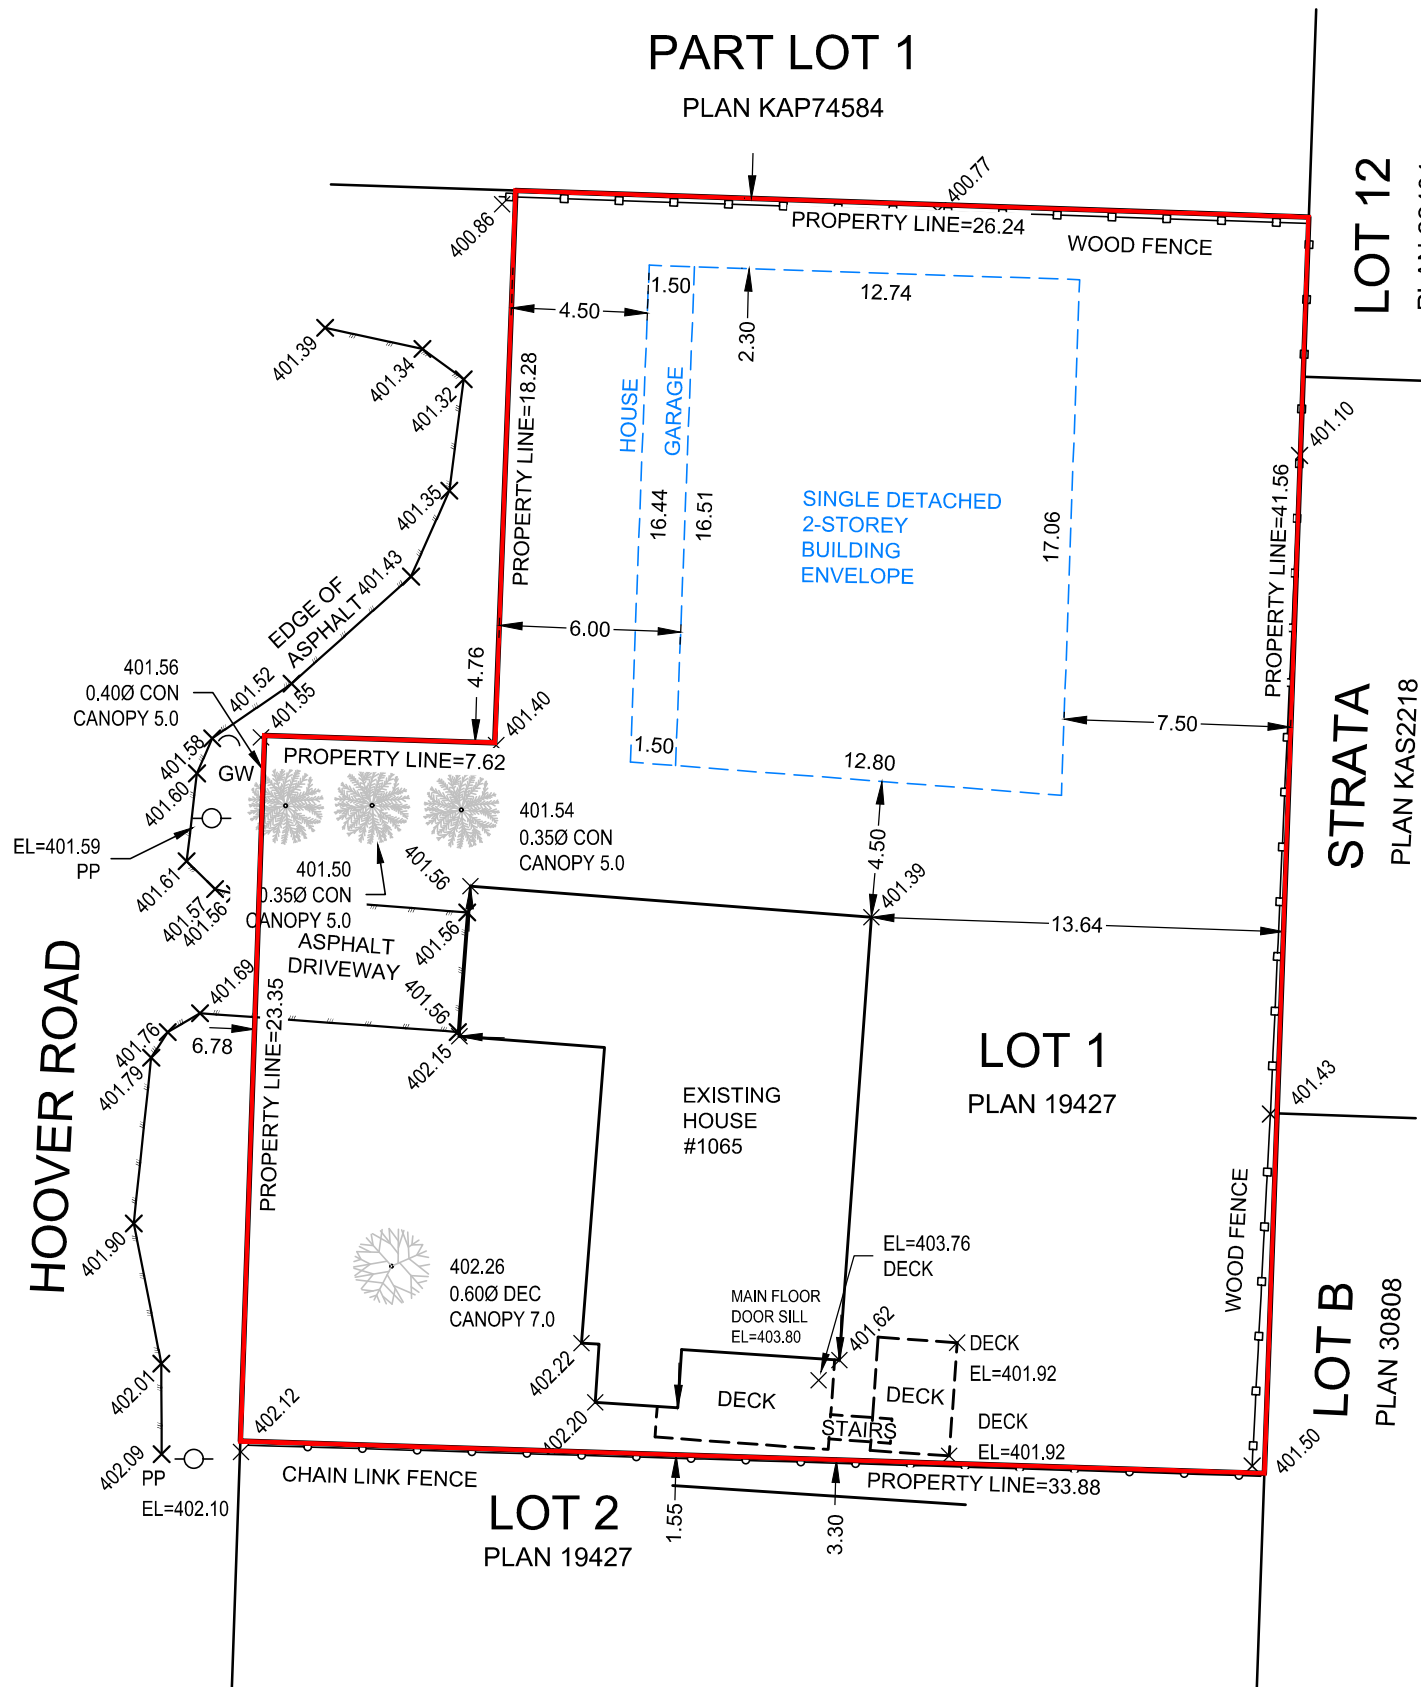 PART LOT 1
PLAN KAP74584
LOT 12
400.77
400.86
PROPERTY LINE=26.24
WOOD FENCE
1.50
12.74
4.50
2.30
401.39
401.34
401.32
PROPERTY LINE=18.28
HOUSE
GARAGE
401.10
401.35
16.44
16.51
SINGLE DETACHED
2-STOREY
BUILDING
ENVELOPE
17.06
PROPERTY LINE=41.56
401.43
EDGE OF
ASPHALT
6.00
4.76
401.56
0.40Ø CON
CANOPY 5.0
401.52
401.55
401.40
7.50
STRATA
PLAN KAS2218
401.58
GW
PROPERTY LINE=7.62
1.50
12.80
401.60
EL=401.59
PP
401.54
0.35Ø CON
CANOPY 5.0
4.50
401.61
401.50
0.35Ø CON
CANOPY 5.0
401.56
401.39
401.57
401.56
401.56
13.64
ASPHALT
DRIVEWAY
HOOVER ROAD
401.69
401.56
401.76
6.78
402.15
401.79
PROPERTY LINE=23.35
LOT 1
PLAN 19427
EXISTING
HOUSE
#1065
401.43
WOOD FENCE
401.90
402.26
0.60Ø DEC
CANOPY 7.0
EL=403.76
DECK
MAIN FLOOR
DOOR SILL
EL=403.80
401.62
DECK
EL=401.92
LOT B
PLAN 30808
402.22
402.01
DECK
DECK
402.12
402.20
STAIRS
DECK
EL=401.92
401.50
402.09
PP
EL=402.10
CHAIN LINK FENCE
PROPERTY LINE=33.88
LOT 2
PLAN 19427
1.55
3.30